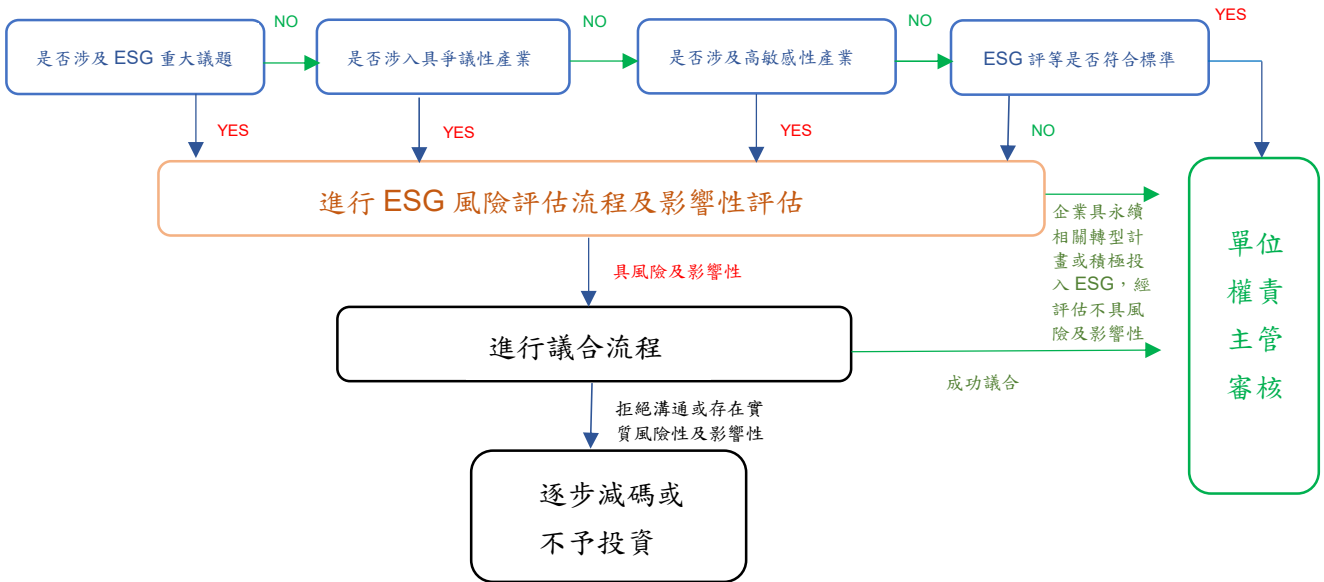 NO
NO
NO
YES
是否涉及 ESG 重大議題
是否涉入具爭議性產業
是否涉及高敏感性產業
ESG 評等是否符合標準
YES
YES
YES
NO
進行 ESG 風險評估流程及影響性評估
企業具永續
相關轉型計
畫或積極投
入 ESG，經
評估不具風
險及影響性
單位
權責
主管
審核
具風險及影響性
進行議合流程
成功議合
拒絕溝通或存在實
質風險性及影響性
逐步減碼或
不予投資